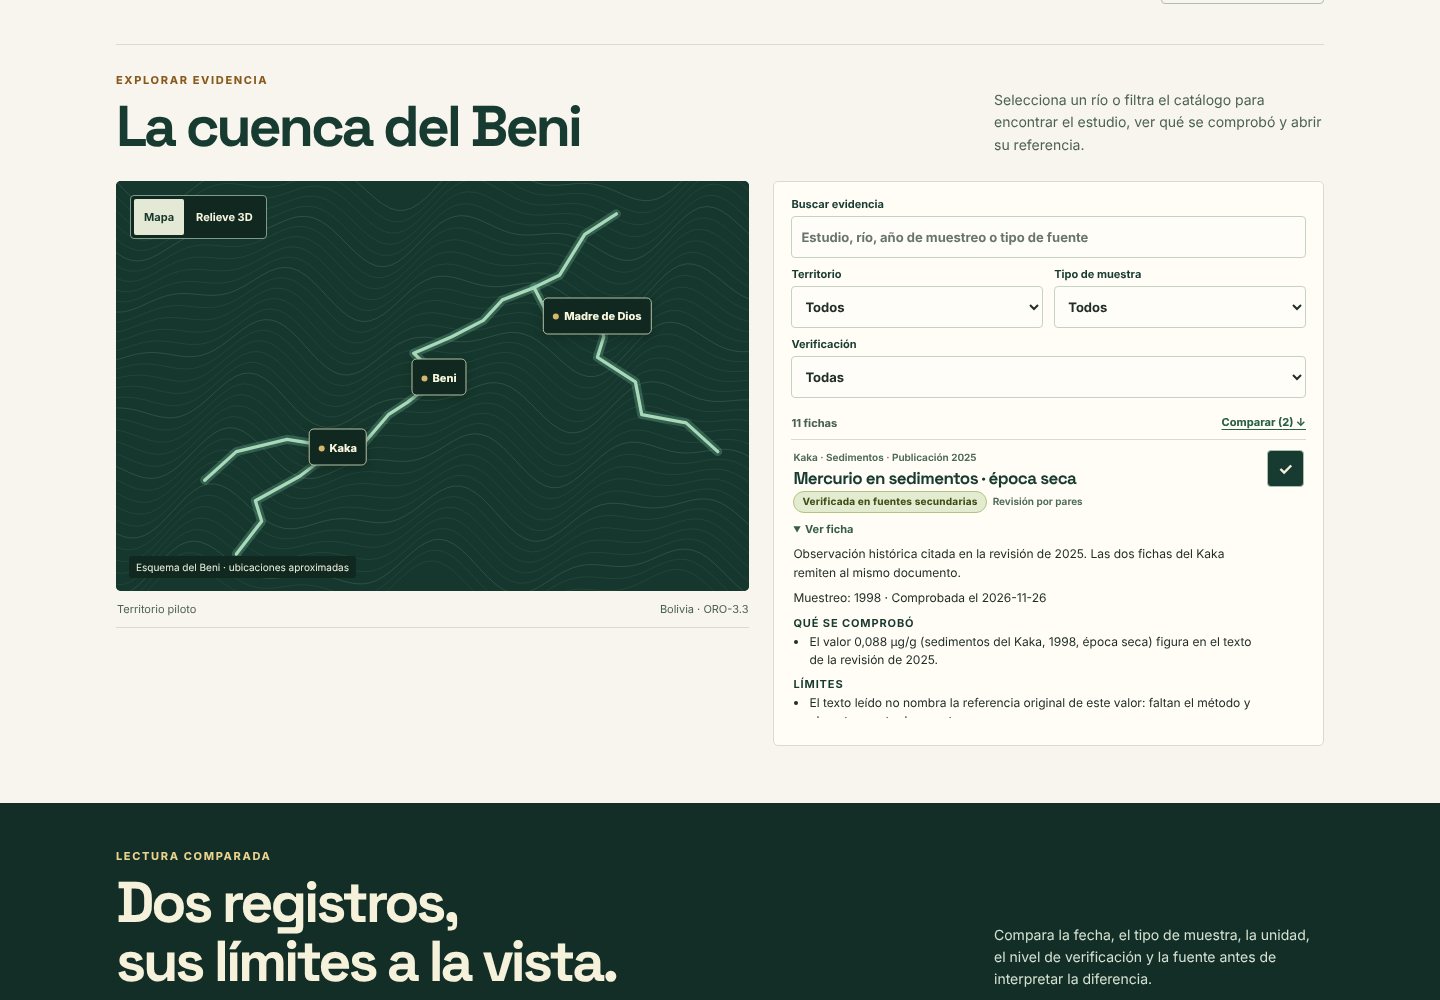 EXPLORAR EVIDENCIA
La cuenca del Beni
Selecciona un río o filtra el catálogo para
encontrar el estudio, ver qué se comprobó y abrir
su referencia.
Mapa
Relieve 3D
Madre de Dios
Beni
Kaka
Esquema del Beni · ubicaciones aproximadas
Territorio piloto
Bolivia · ORO-3.3
Buscar evidencia
Estudio, río, año de muestreo o tipo de fuente
Territorio
Tipo de muestra
Todos
Todos
Verificación
Todas
11 fichas
Comparar (2) ↓
Kaka · Sedimentos · Publicación 2025
Mercurio en sedimentos · época seca
Verificada en fuentes secundarias
Revisión por pares
▼ Ver ficha
Observación histórica citada en la revisión de 2025. Las dos fichas del Kaka
remiten al mismo documento.
Muestreo: 1998 · Comprobada el 2026-11-26
QUÉ SE COMPROBÓ
• El valor 0,088 µg/g (sedimentos del Kaka, 1998, época seca) figura en el texto
de la revisión de 2025.
LÍMITES
• El texto leído no nombra la referencia original de este valor: faltan el método y
LECTURA COMPARADA
Dos registros,
sus límites a la vista.
Compara la fecha, el tipo de muestra, la unidad,
el nivel de verificación y la fuente antes de
interpretar la diferencia.